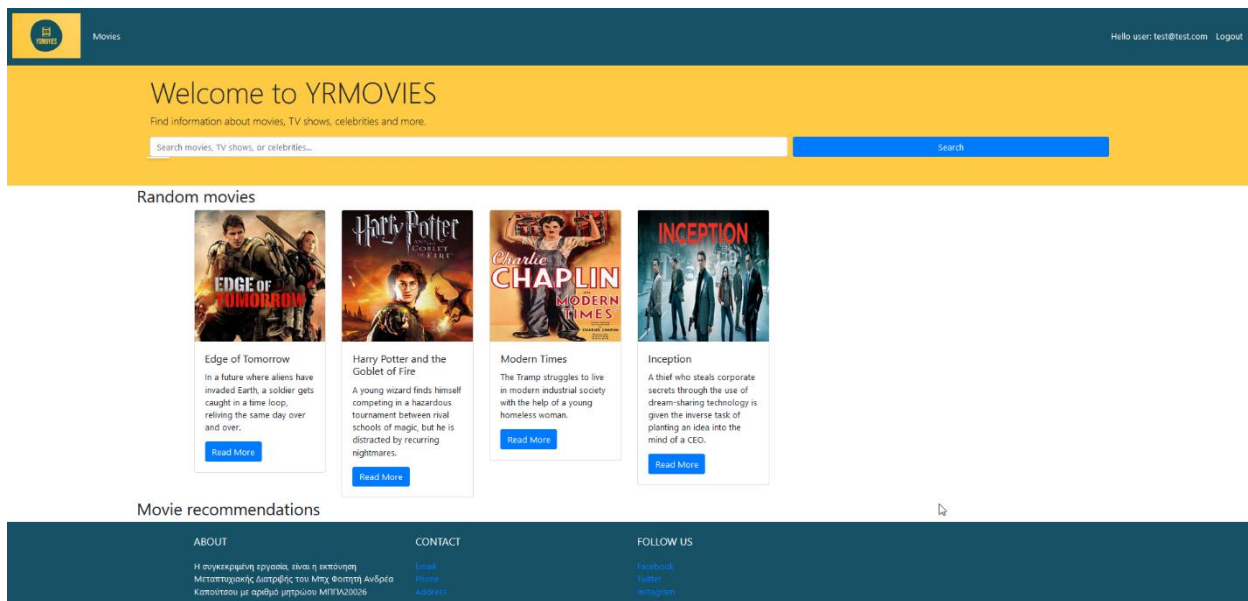 YRMOVIES
Movies
Hello user: test@test.com Logout
Welcome to YRMOVIES
Find information about movies, TV shows, celebrities and more.
Search movies, TV shows, or celebrities...
Search
Random movies
EDGE OF
TOMORROW
Edge of Tomorrow
In a future where aliens have
invaded Earth, a soldier gets
caught in a time loop,
reliving the same day over
and over.
Read More
Harry Potter
AND THE
GOBLET
OF FIRE
Harry Potter and the
Goblet of Fire
A young wizard finds himself
competing in a hazardous
tournament between rival
schools of magic, but he is
distracted by recurring
nightmares.
Read More
Charlie
CHAPLIN
MODERN
TIMES
Modern Times
The Tramp struggles to live
in modern industrial society
with the help of a young
homeless woman.
Read More
INCEPTION
Inception
A thief who steals corporate
secrets through the use of
dream-sharing technology is
given the inverse task of
planting an idea into the
mind of a CEO.
Read More
Movie recommendations
ABOUT
Η συγκεκριμένη εργασία, είναι η εκπόνηση
Μεταπτυχιακής Διατριβής του Μπχ Φοιτητή Ανδρέα
Καπούτσου με αριθμό μητρώου ΜΠΠΛ20026
CONTACT
Email
Phone
Address
FOLLOW US
Facebook
Twitter
Instagram